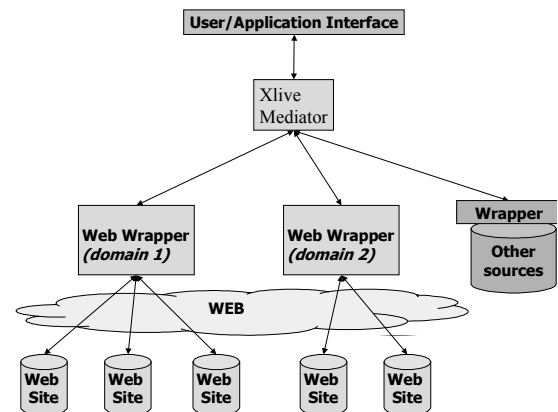 User/Application Interface
Xlive
Mediator
Web Wrapper
(domain 1)
Web Wrapper
(domain 2)
Wrapper
Other
sources
WEB
Web
Site
Web
Site
Web
Site
Web
Site
Web
Site